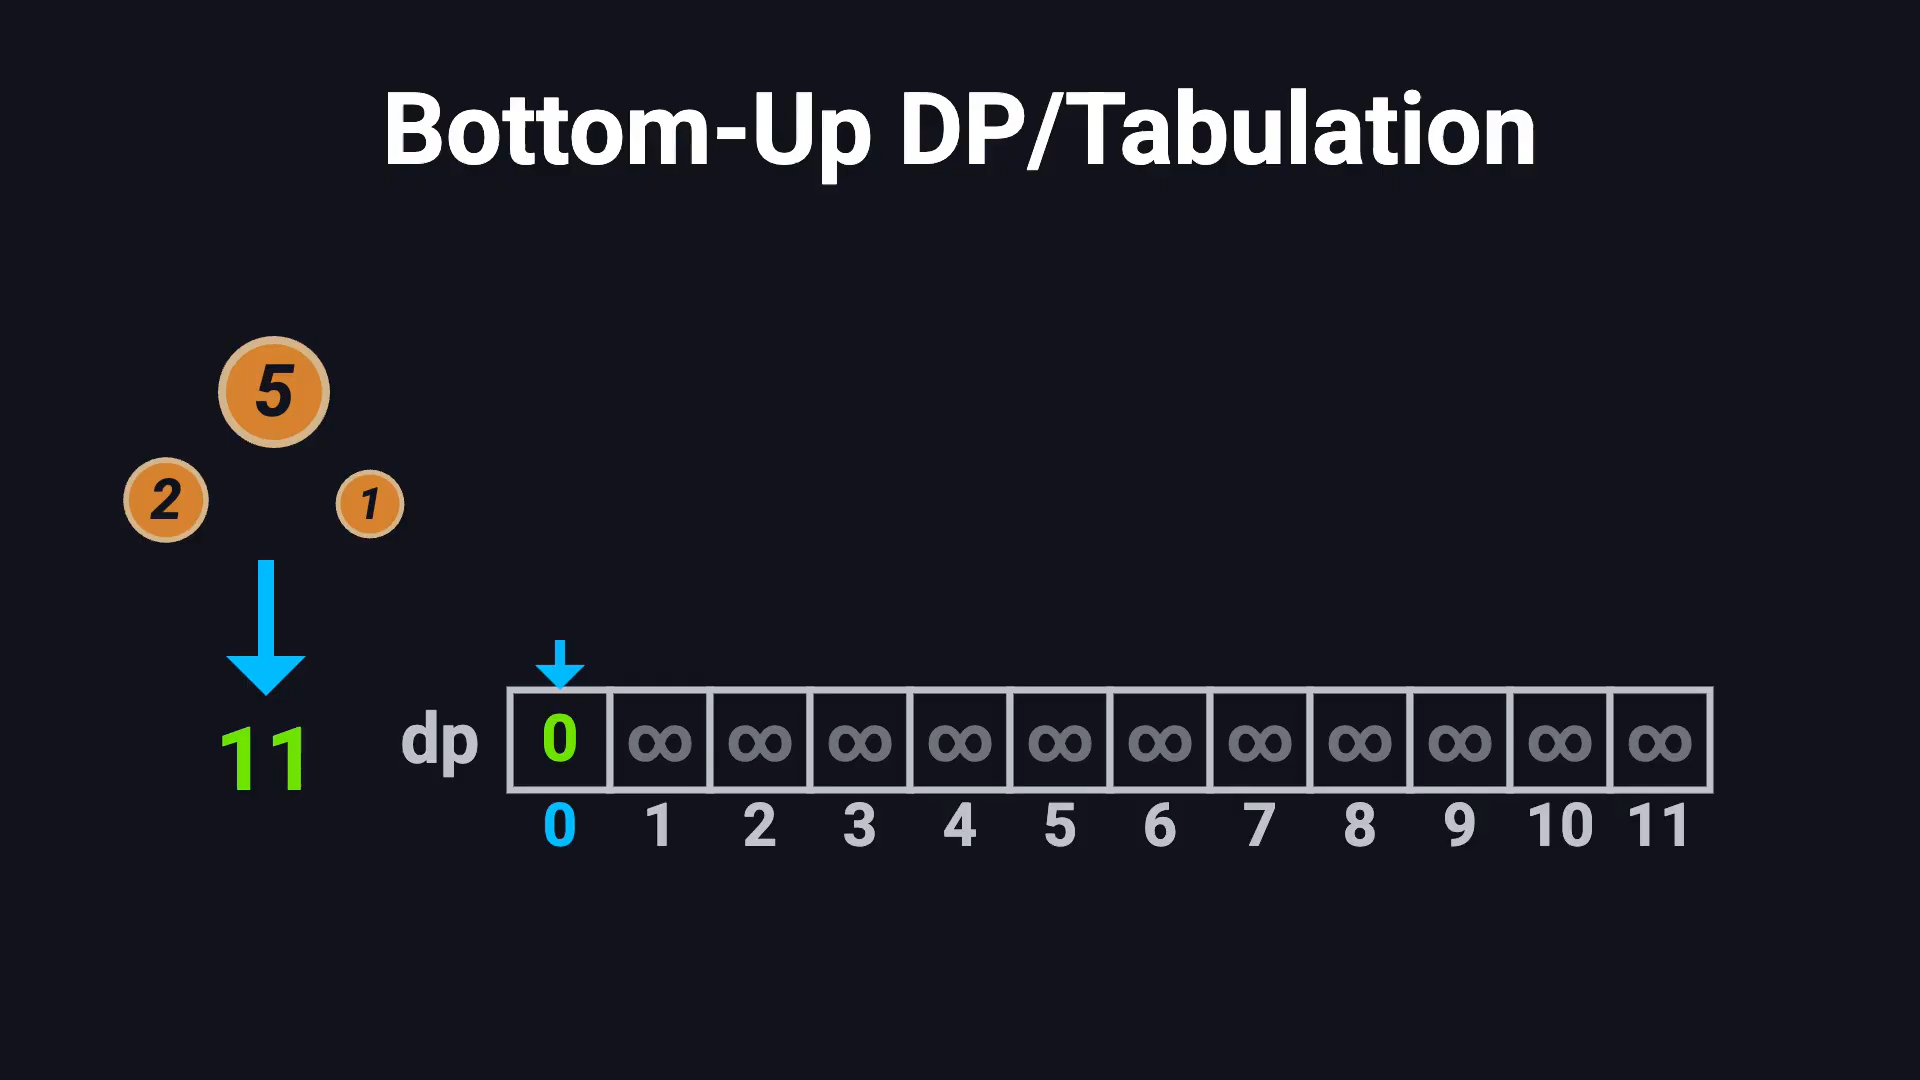 Bottom-Up DP/Tabulation
5
2
1
11
dp 0 ∞ ∞ ∞ ∞ ∞ ∞ ∞ ∞ ∞ ∞ ∞
0 1 2 3 4 5 6 7 8 9 10 11